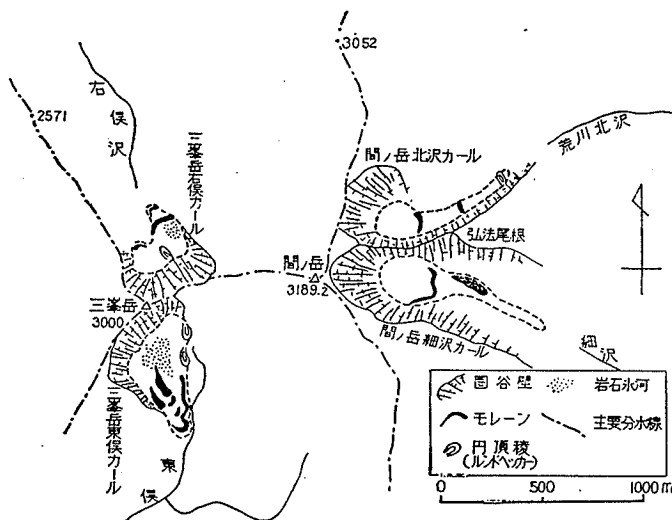 3052
2571
右俣沢
三峯岳右俣カール
間ノ岳北沢カール
荒川北沢
弘法尾根
間ノ岳
3189.2
三峯岳
3000
間ノ岳細沢カール
細沢
三峯岳東俣カール
東俣
圏谷壁
岩石氷河
モレーン
主要分水線
円頂稜
(ルントヘッカー)
0 500 1000m